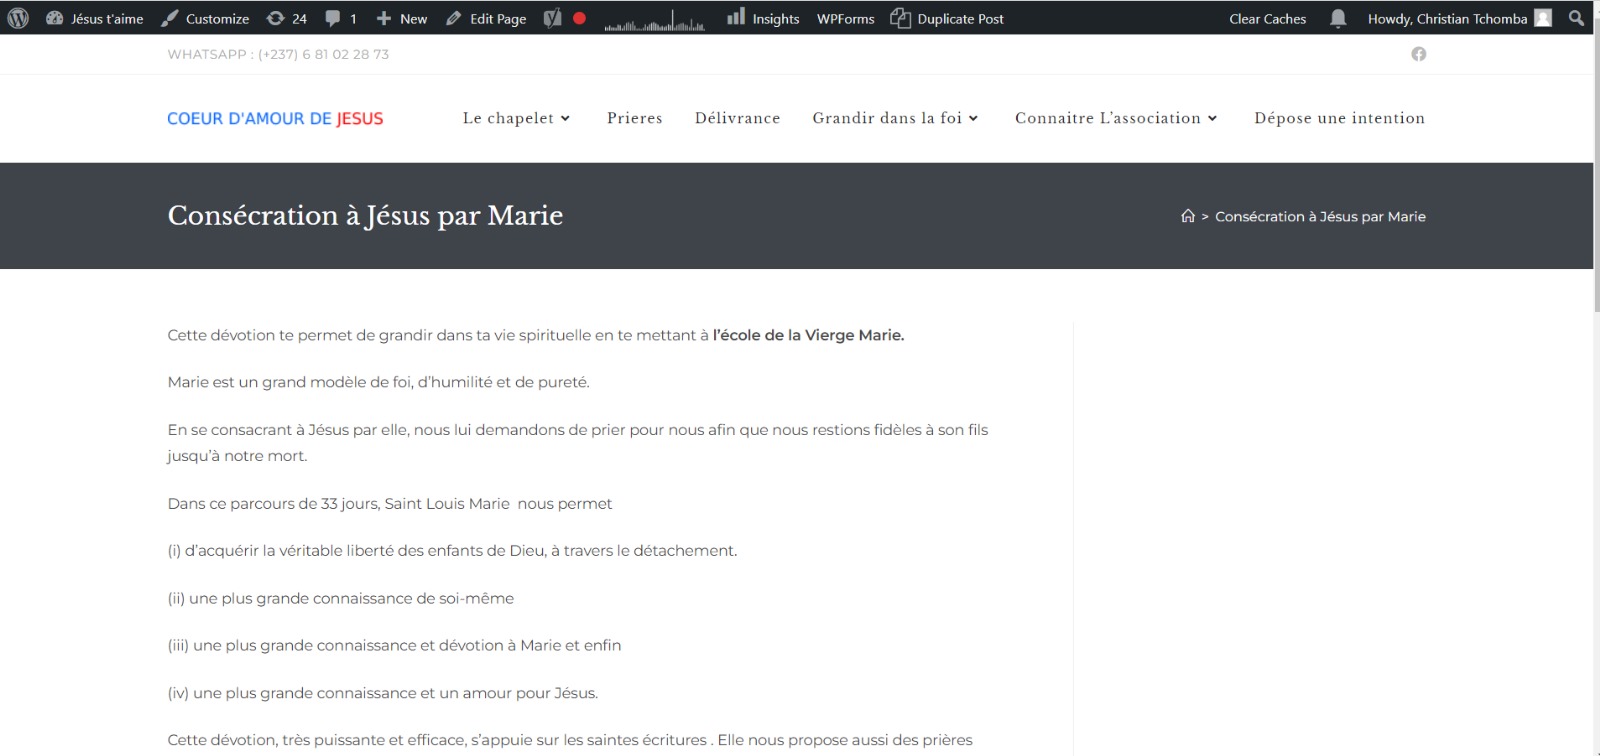 Jésus t'aime Customize 24 1 New Edit Page Insights WPForms Duplicate Post Clear Caches Howdy, Christian Tchomba
WHATSAPP : (+237) 6 81 02 28 73
COEUR D'AMOUR DE JESUS Le chapelet Prieres Délivrance Grandir dans la foi Connaitre L’association Dépose une intention
Consécration à Jésus par Marie > Consécration à Jésus par Marie
Cette dévotion te permet de grandir dans ta vie spirituelle en te mettant à l’école de la Vierge Marie.
Marie est un grand modèle de foi, d’humilité et de pureté.
En se consacrant à Jésus par elle, nous lui demandons de prier pour nous afin que nous restions fidèles à son fils
jusqu’à notre mort.
Dans ce parcours de 33 jours, Saint Louis Marie  nous permet
(i) d’acquérir la véritable liberté des enfants de Dieu, à travers le détachement.
(ii) une plus grande connaissance de soi-même
(iii) une plus grande connaissance et dévotion à Marie et enfin
(iv) une plus grande connaissance et un amour pour Jésus.
Cette dévotion, très puissante et efficace, s’appuie sur les saintes écritures . Elle nous propose aussi des prières